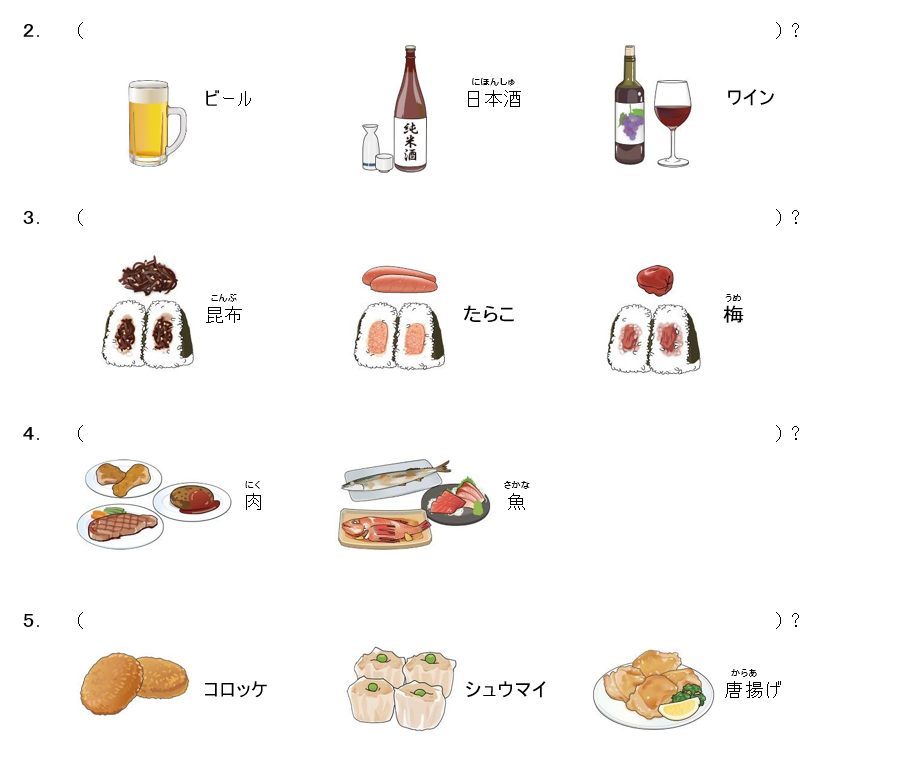 2. ( ) ?
ビール
にほんしゅ
日本酒
純米酒
ワイン
3. ( ) ?
こんぶ
昆布
たらこ
うめ
梅
4. ( ) ?
にく
肉
さかな
魚
5. ( ) ?
コロッケ
シュウマイ
からあ
唐揚げ